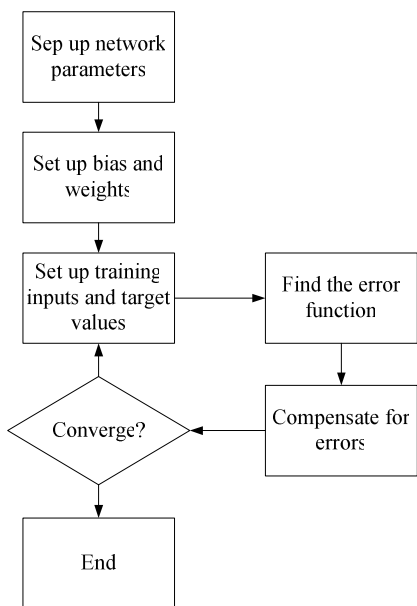 Sep up network
parameters
Set up bias and
weights
Set up training
inputs and target
values
Find the error
function
Compensate for
errors
Converge?
End